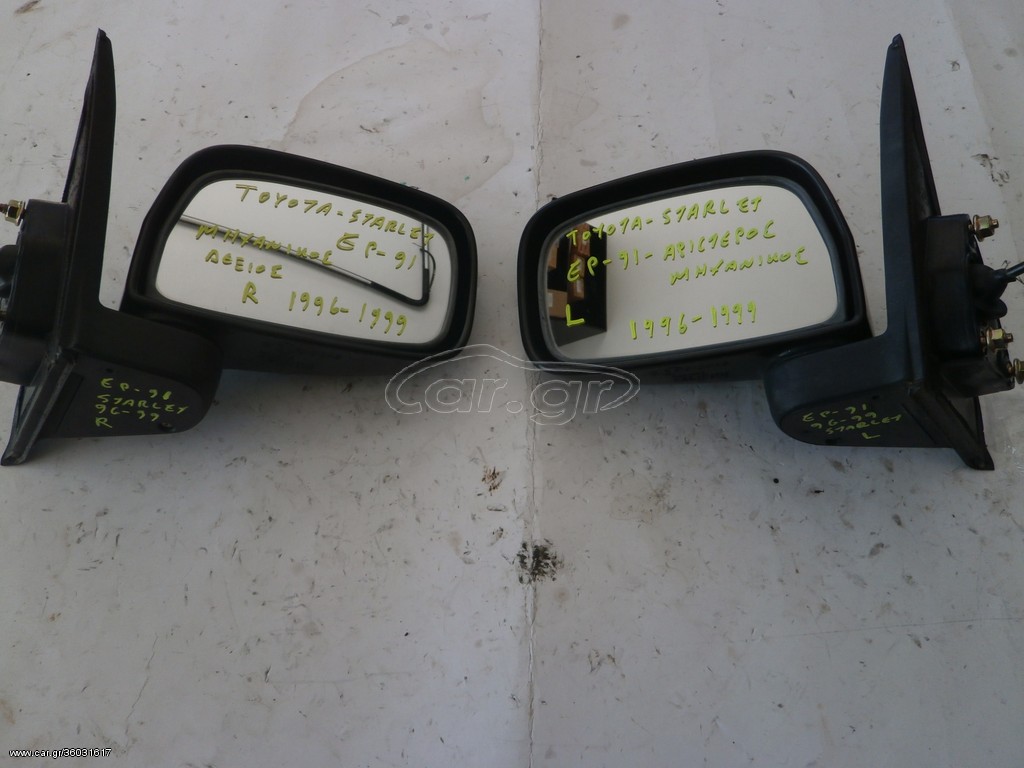 TOYOTA-STARLEY
EP-91
ΜΗΧΑΝΙΚΟΣ
ΔΕΞΙΟΣ
R 1996-1999
EP-91
STARLEY
96-99
R
TOYOTA-STARLEY
EP-91-ΑΡΙΣΤΕΡΟΣ
ΜΗΧΑΝΙΚΟΣ
L 1996-1999
EP-91
96-99
STARLEY
L
car.gr
www.car.gr/36031617